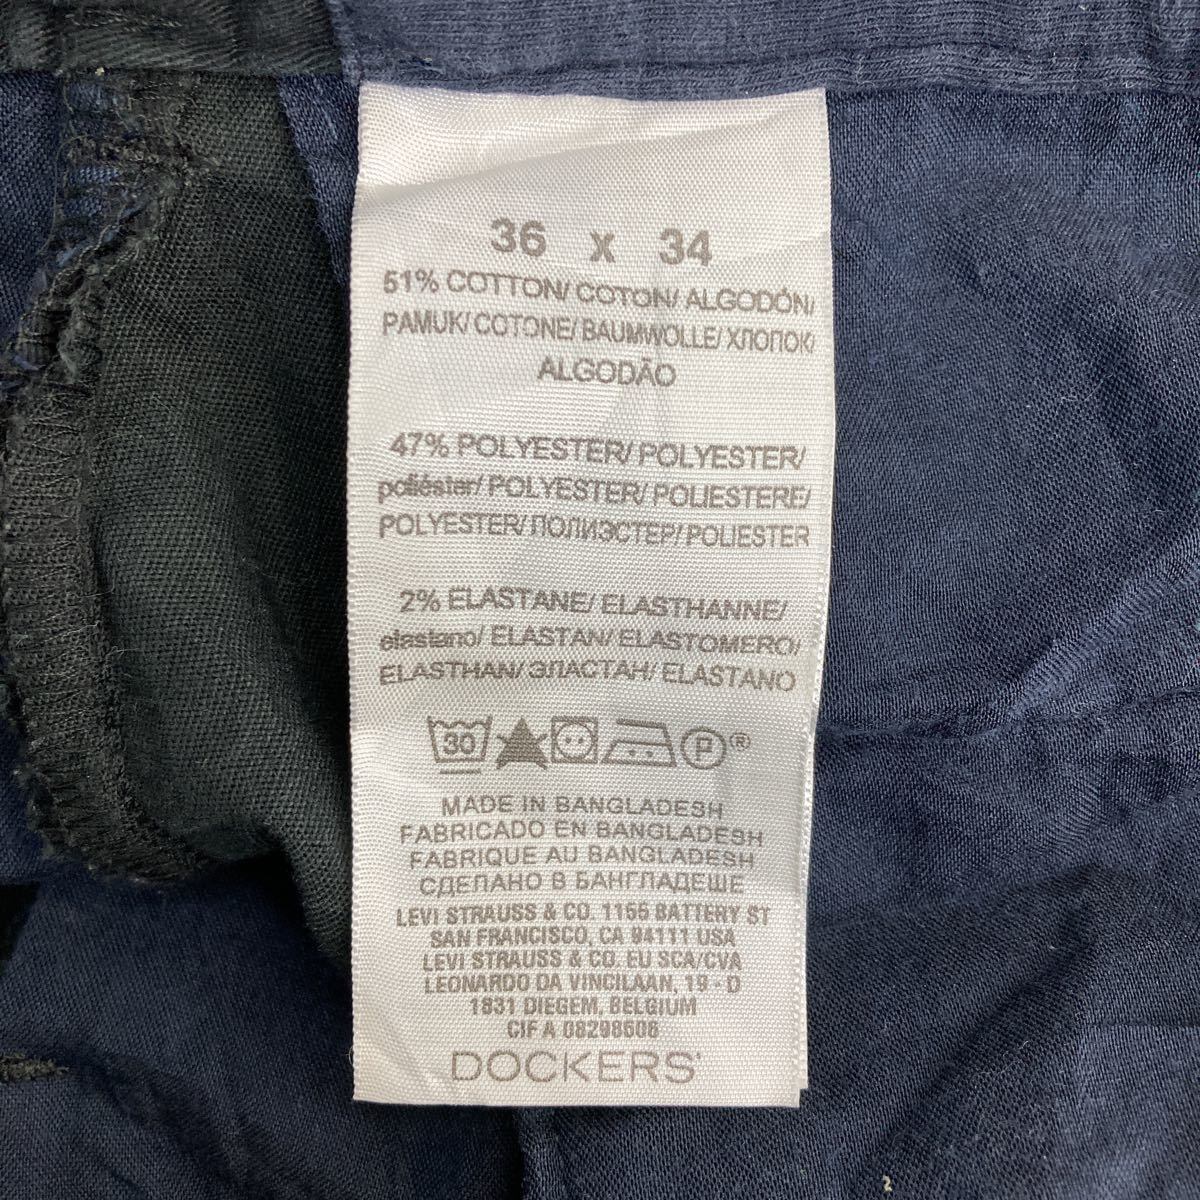 36 x 34
51% COTTON/ COTON/ ALGODÓN/
PAMUK/ COTONE/ BAUMWOLLE/ ХЛОПОК/
ALGODÃO
47% POLYESTER/ POLYESTER/
poliéster/ POLYESTER/ POLIESTERE/
POLYESTER/ ПОЛИЭСТЕР/ POLIESTER
2% ELASTANE/ ELASTHANNE/
elastano/ ELASTAN/ ELASTOMERO/
ELASTHAN/ ЭЛАСТАН/ ELASTANO
30 P ®
MADE IN BANGLADESH
FABRICADO EN BANGLADESH
FABRIQUE AU BANGLADESH
СДЕЛАНО В БАНГЛАДЕШЕ
LEVI STRAUSS & CO. 1155 BATTERY ST
SAN FRANCISCO, CA 94111 USA
LEVI STRAUSS & CO. EU SCA/CVA
LEONARDO DA VINCILAAN, 19 - D
1831 DIEGEM, BELGIUM
CIF A 08298606
DOCKERS®